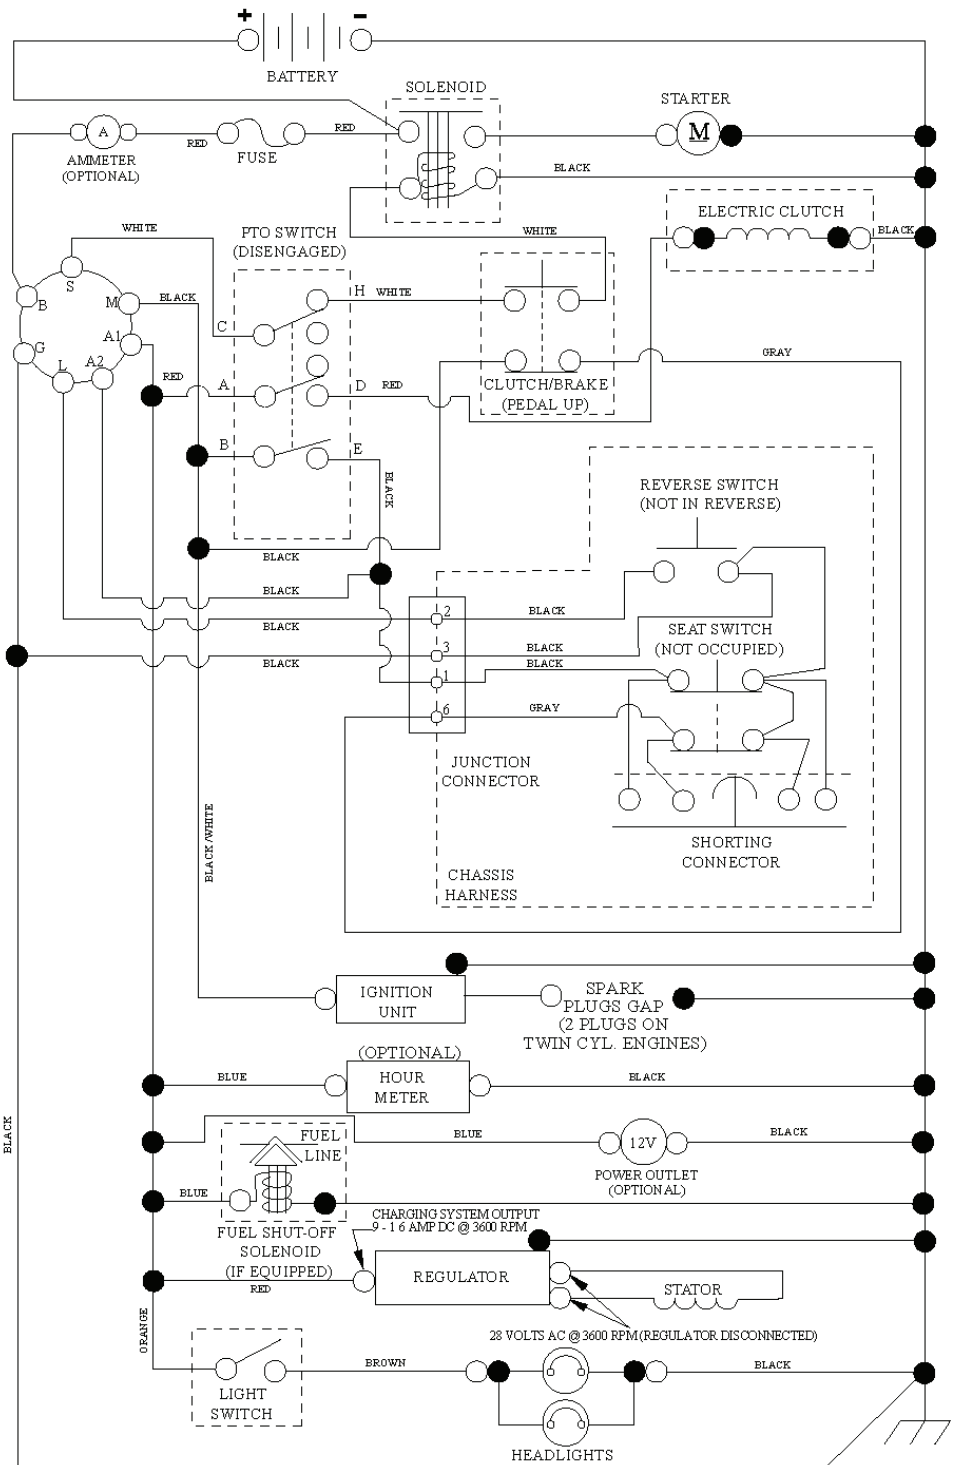 + −
BATTERY
SOLENOID
STARTER
M
A
RED
RED
FUSE
AMMETER
(OPTIONAL)
BLACK
ELECTRIC CLUTCH
BLACK
WHITE
PTO SWITCH
(DISENGAGED)
WHITE
S
B
M
BLACK
H
WHITE
C
A1
G
L
A2
GRAY
RED
A
D
RED
CLUTCH/BRAKE
(PEDAL UP)
B
E
BLACK
REVERSE SWITCH
(NOT IN REVERSE)
BLACK
BLACK
2
BLACK
BLACK
SEAT SWITCH
(NOT OCCUPIED)
3
BLACK
BLACK
BLACK
1
6
GRAY
JUNCTION
CONNECTOR
BLACK/WHITE
SHORTING
CONNECTOR
CHASSIS
HARNESS
IGNITION
UNIT
SPARK
PLUGS GAP
(2 PLUGS ON
TWIN CYL. ENGINES)
(OPTIONAL)
BLUE
HOUR
METER
BLACK
BLACK
FUEL
LINE
BLUE
12V
BLACK
POWER OUTLET
(OPTIONAL)
BLUE
FUEL SHUT-OFF
SOLENOID
(IF EQUIPPED)
CHARGING SYSTEM OUTPUT
9 - 16 AMP DC @ 3600 RPM
RED
REGULATOR
STATOR
28 VOLTS AC @ 3600 RPM (REGULATOR DISCONNECTED)
ORANGE
BROWN
BLACK
LIGHT
SWITCH
HEADLIGHTS